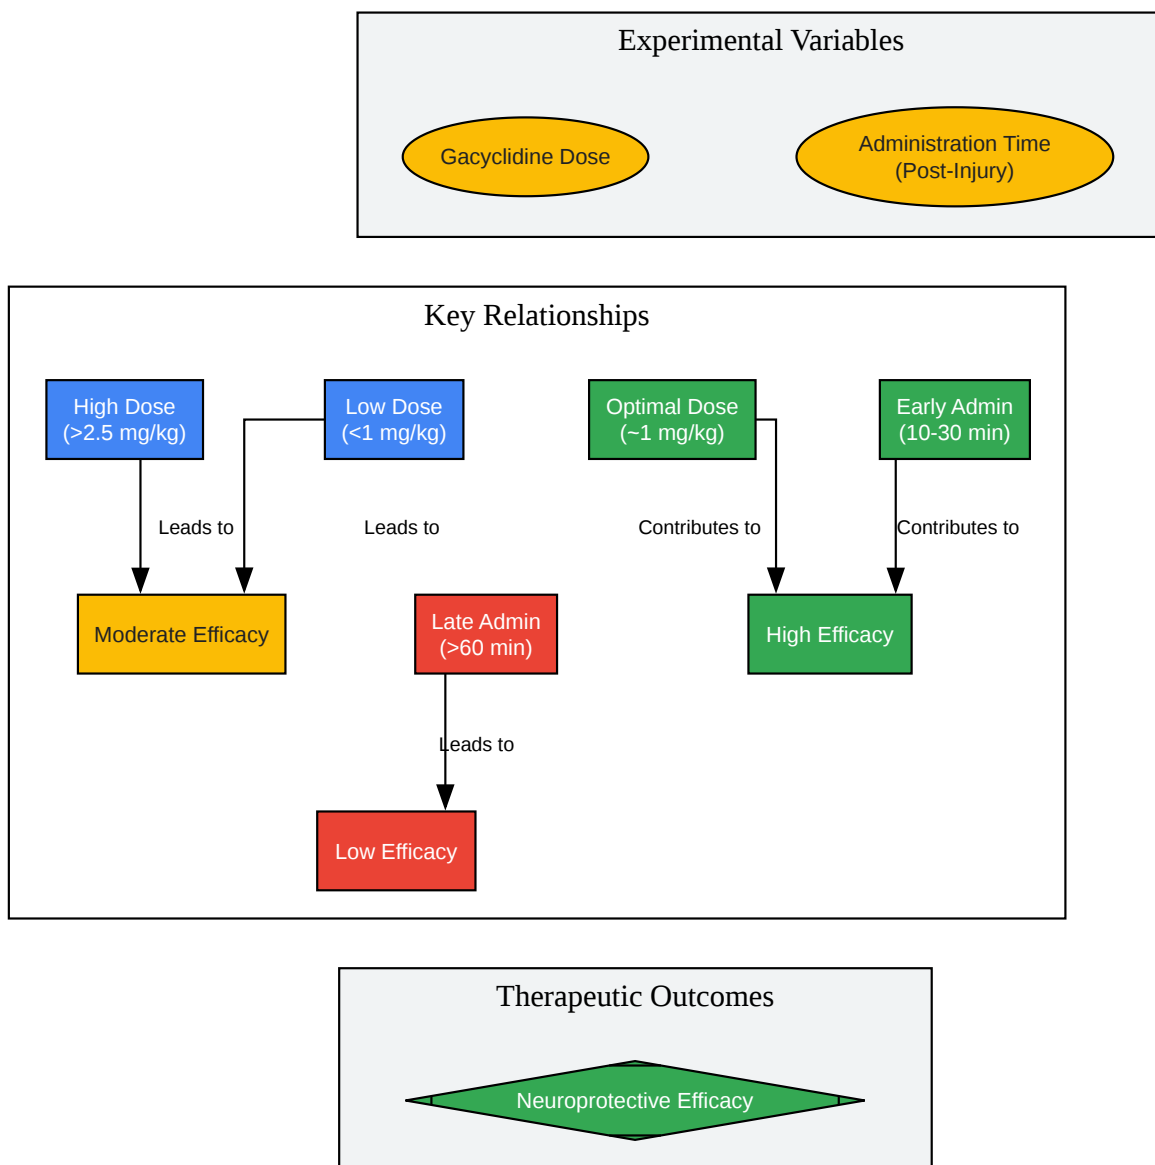 Experimental Variables
Gacyclidine Dose
Administration Time
(Post-Injury)
Key Relationships
High Dose
(>2.5 mg/kg)
Low Dose
(<1 mg/kg)
Optimal Dose
(~1 mg/kg)
Early Admin
(10-30 min)
Leads to
Leads to
Contributes to
Contributes to
Moderate Efficacy
Late Admin
(>60 min)
High Efficacy
Leads to
Low Efficacy
Therapeutic Outcomes
Neuroprotective Efficacy